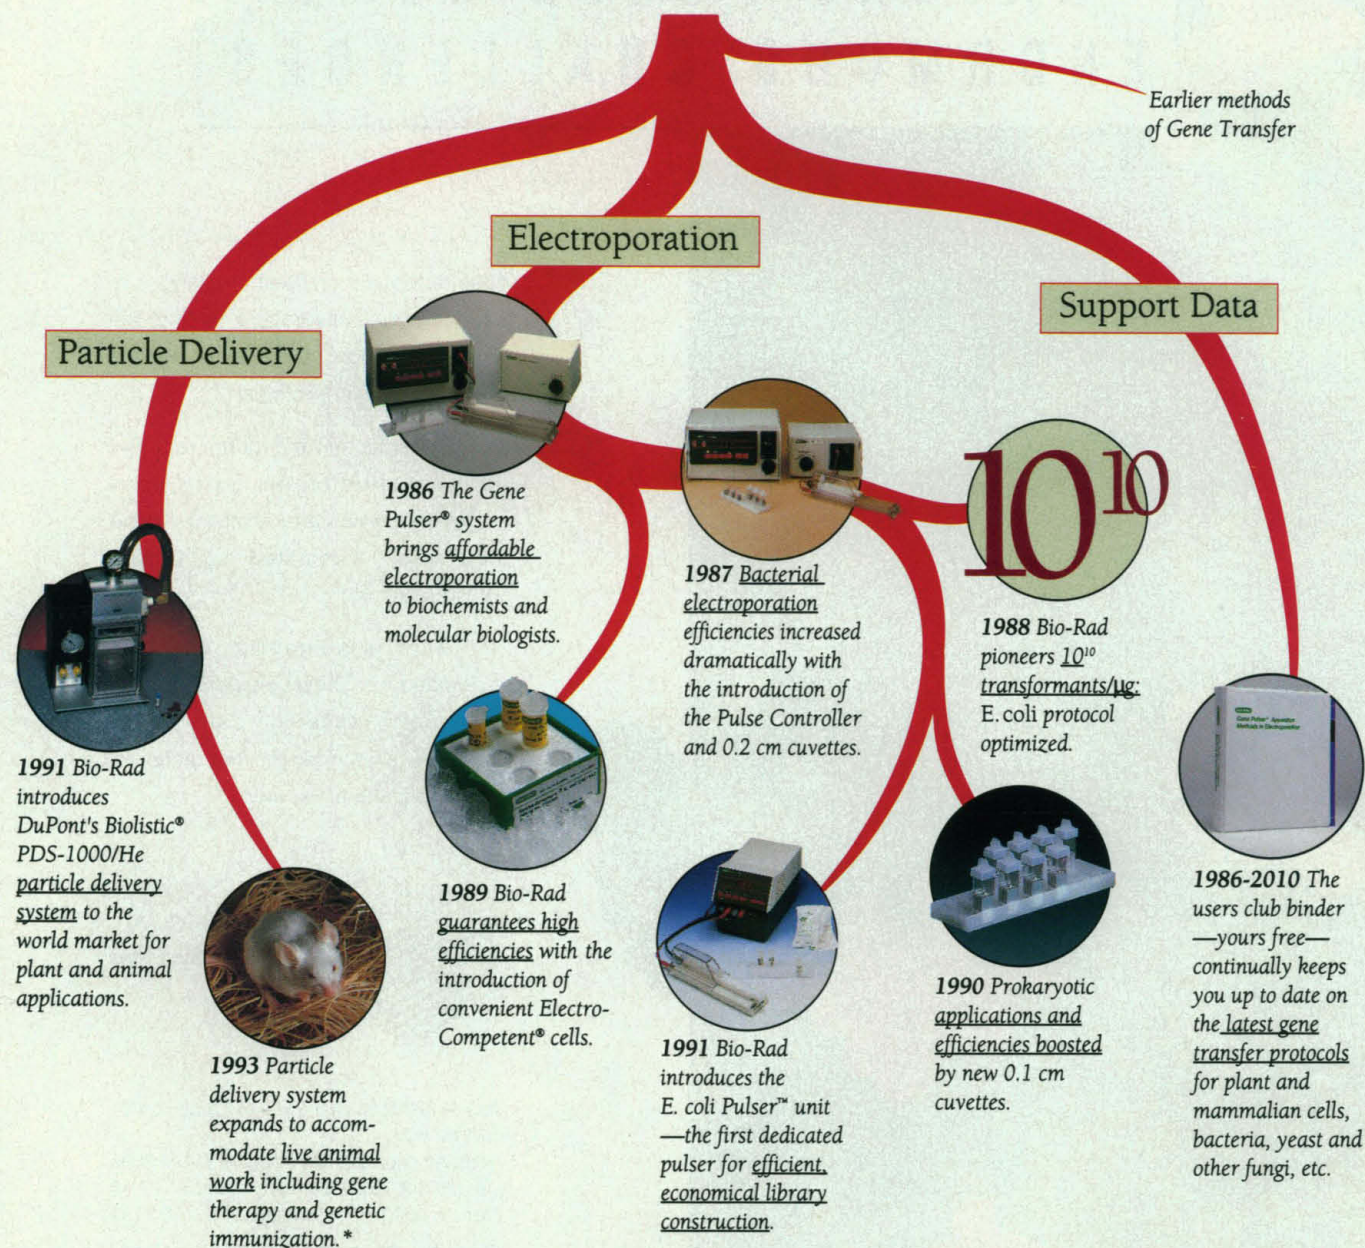 Earlier methods
of Gene Transfer
Electroporation
Support Data
Particle Delivery
1986 The Gene
Pulser® system
brings affordable
electroporation
to biochemists and
molecular biologists.
1987 Bacterial
electroporation
efficiencies increased
dramatically with
the introduction of
the Pulse Controller
and 0.2 cm cuvettes.
10¹⁰
1988 Bio-Rad
pioneers 10¹⁰
transformants/µg:
E. coli protocol
optimized.
1991 Bio-Rad
introduces
DuPont's Biolistic®
PDS-1000/He
particle delivery
system to the
world market for
plant and animal
applications.
1993 Particle
delivery system
expands to accom-
modate live animal
work including gene
therapy and genetic
immunization.*
1989 Bio-Rad
guarantees high
efficiencies with the
introduction of
convenient Electro-
Competent® cells.
1991 Bio-Rad
introduces the
E. coli Pulser™ unit
—the first dedicated
pulser for efficient,
economical library
construction.
1990 Prokaryotic
applications and
efficiencies boosted
by new 0.1 cm
cuvettes.
Gene Pulser® Apparatus
Methods in Electroporation
1986-2010 The
users club binder
—yours free—
continually keeps
you up to date on
the latest gene
transfer protocols
for plant and
mammalian cells,
bacteria, yeast and
other fungi, etc.